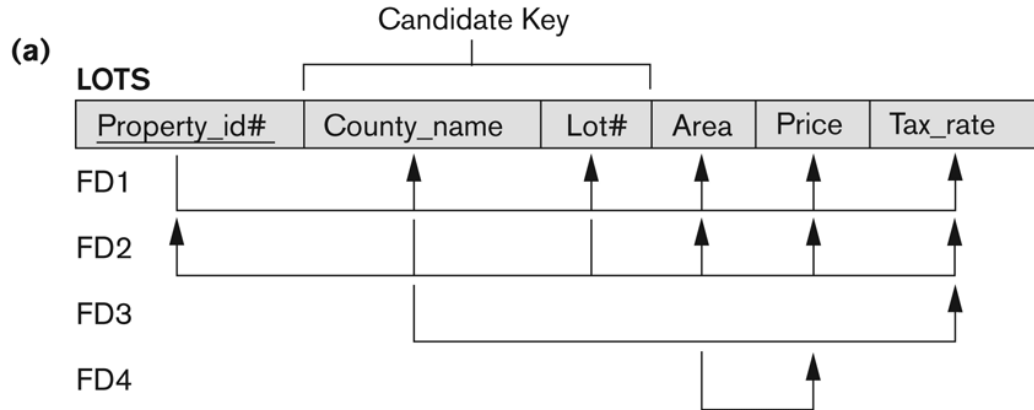 Candidate Key
(a)
LOTS
Property_id# County_name Lot# Area Price Tax_rate
FD1
FD2
FD3
FD4